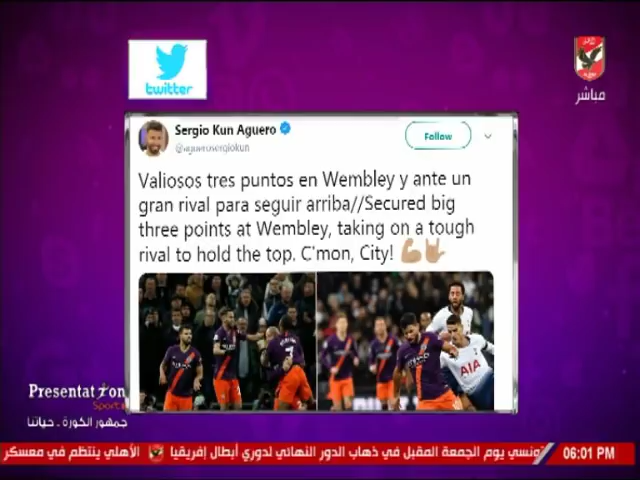 twitter
مباشر
Sergio Kun Aguero
@aguerosergiokun
Follow
Valiosos tres puntos en Wembley y ante un
gran rival para seguir arriba//Secured big
three points at Wembley, taking on a tough
rival to hold the top. C'mon, City! 💪🏼🤟🏼
AIA
Presentation
Sports
جمهور الكورة .. حياتنا
تونسي يوم الجمعة المقبل في ذهاب الدور النهائي لدوري أبطال إفريقيا الأهلي ينتظم في معسكر
06:01 PM